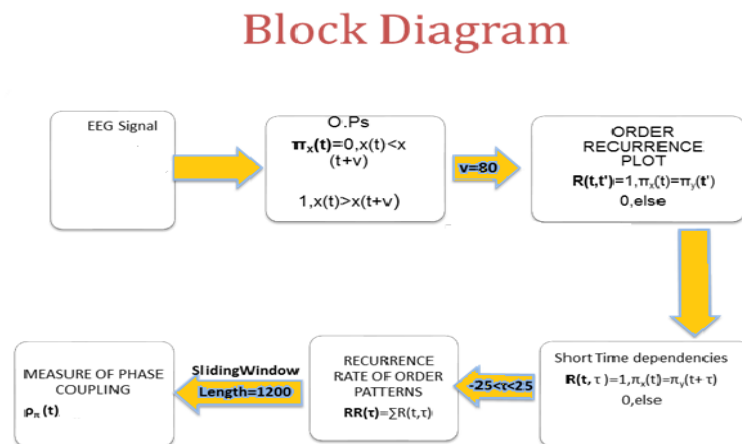 Block Diagram
EEG Signal
O.Ps
πx(t)=0,x(t)<x
(t+v)
1,x(t)>x(t+v)
v=80
ORDER
RECURRENCE
PLOT
R(t,t')=1,πx(t)=πy(t')
0,else
Short Time dependencies
R(t,τ)=1,πx(t)=πy(t+τ)
0,else
-25<τ<25
RECURRENCE
RATE OF ORDER
PATTERNS
RR(τ)=∑R(t,τ)
SlidingWindow
Length=1200
MEASURE OF PHASE
COUPLING
ρπ(t)